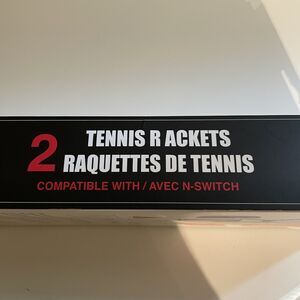 2 TENNIS R ACKETS
RAQUETTES DE TENNIS
COMPATIBLE WITH / AVEC N-SWITCH